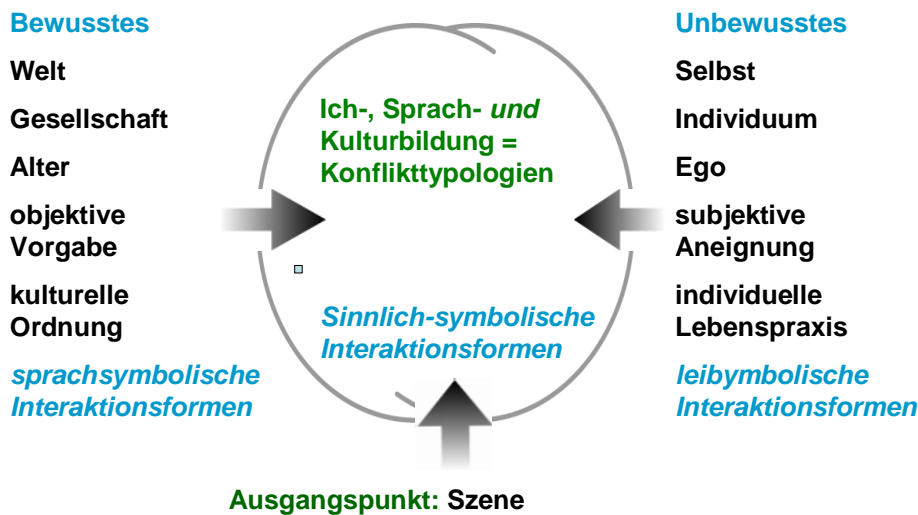 Bewusstes
Welt
Gesellschaft
Alter
objektive
Vorgabe
kulturelle
Ordnung
sprachsymbolische
Interaktionsformen
Ich-, Sprach- und
Kulturbildung =
Konflikttypologien
Sinnlich-symbolische
Interaktionsformen
Unbewusstes
Selbst
Individuum
Ego
subjektive
Aneignung
individuelle
Lebenspraxis
leibymbolische
Interaktionsformen
Ausgangspunkt: Szene